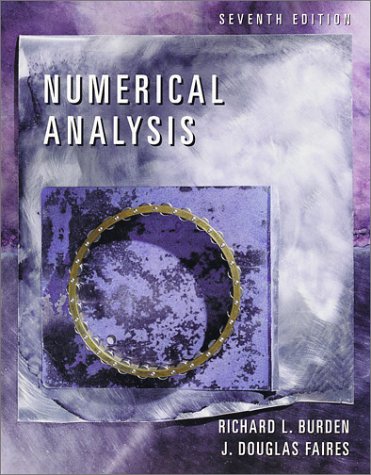 SEVENTH EDITION
NUMERICAL
ANALYSIS
RICHARD L. BURDEN
J. DOUGLAS FAIRES